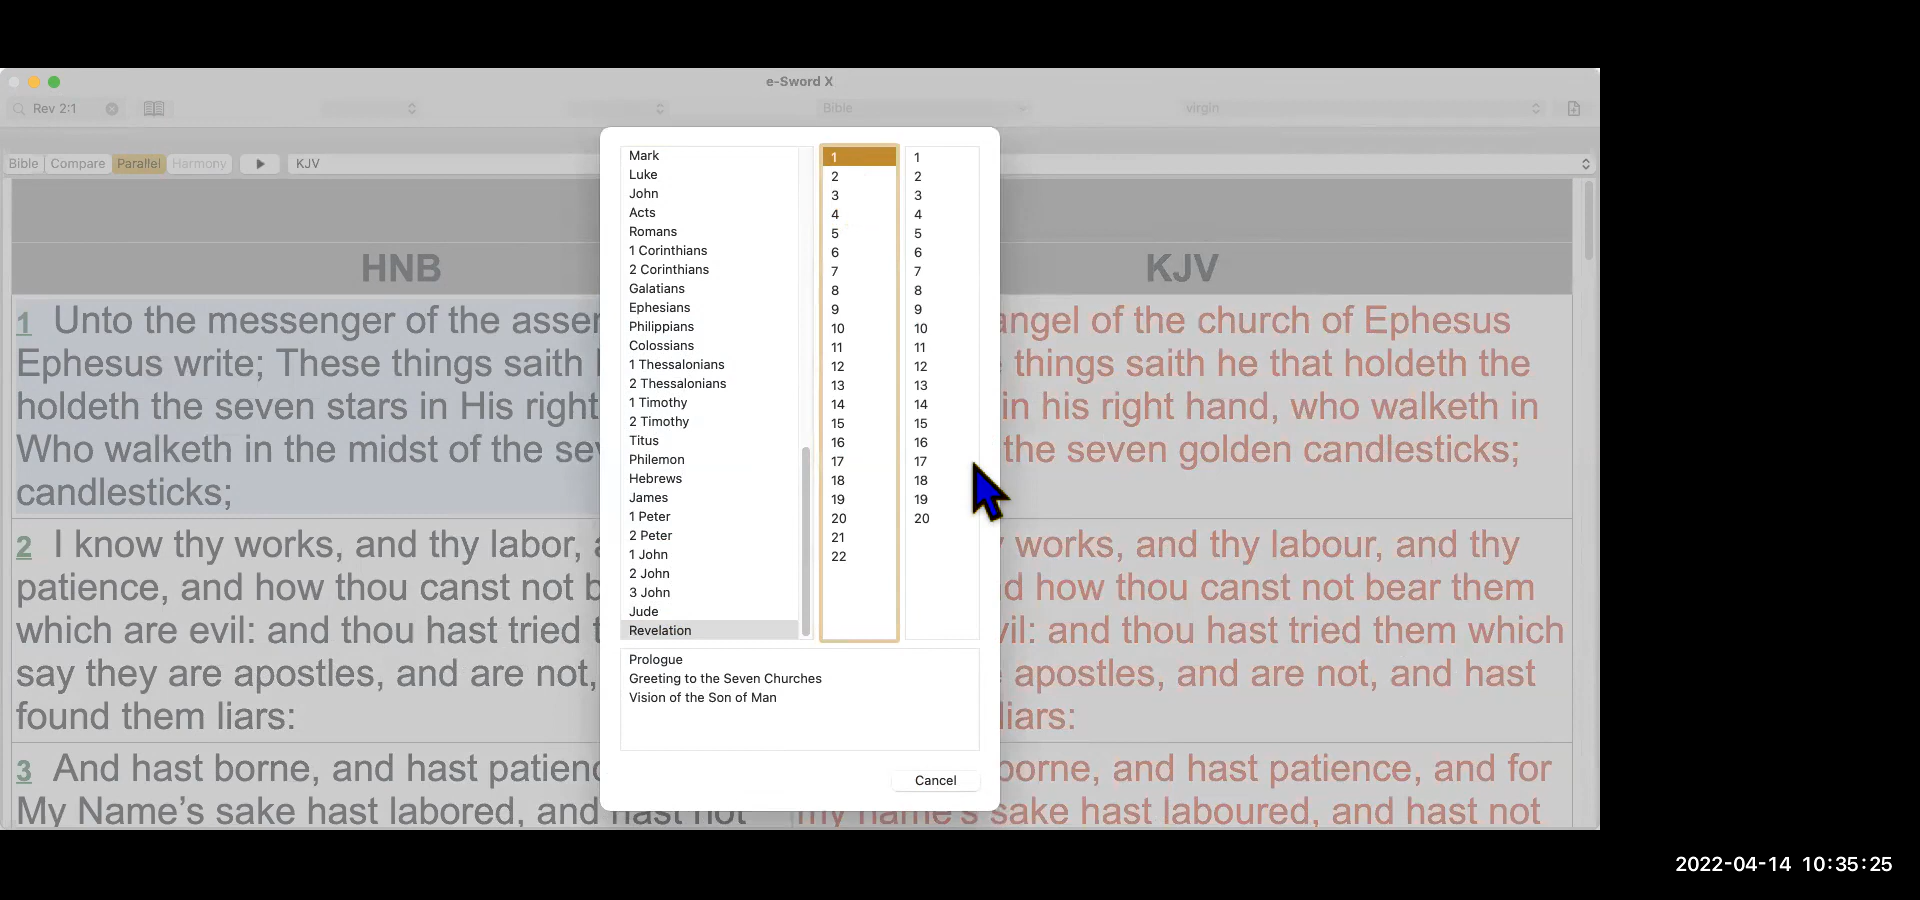 e-Sword X
Rev 2:1
Bible
virgin
Bible Compare Parallel Harmony KJV
HNB
KJV
1 Unto the messenger of the
Ephesus write; These things saith
holdeth the seven stars in His right
Who walketh in the midst of the
candlesticks;
2 I know thy works, and thy labor,
patience, and how thou canst not
which are evil: and thou hast tried
say they are apostles, and are not,
found them liars:
3 And hast borne, and hast
My Name’s sake hast labored, and hast not
angel of the church of Ephesus
things saith he that holdeth the
in his right hand, who walketh in
the seven golden candlesticks;
works, and thy labour, and thy
how thou canst not bear them
and thou hast tried them which
apostles, and are not, and hast
liars:
borne, and hast patience, and for
my name’s sake hast laboured, and hast not
Mark
Luke
John
Acts
Romans
1 Corinthians
2 Corinthians
Galatians
Ephesians
Philippians
Colossians
1 Thessalonians
2 Thessalonians
1 Timothy
2 Timothy
Titus
Philemon
Hebrews
James
1 Peter
2 Peter
1 John
2 John
3 John
Jude
Revelation
1
2
3
4
5
6
7
8
9
10
11
12
13
14
15
16
17
18
19
20
21
22
1
2
3
4
5
6
7
8
9
10
11
12
13
14
15
16
17
18
19
20
Prologue
Greeting to the Seven Churches
Vision of the Son of Man
Cancel
2022-04-14 10:35:25